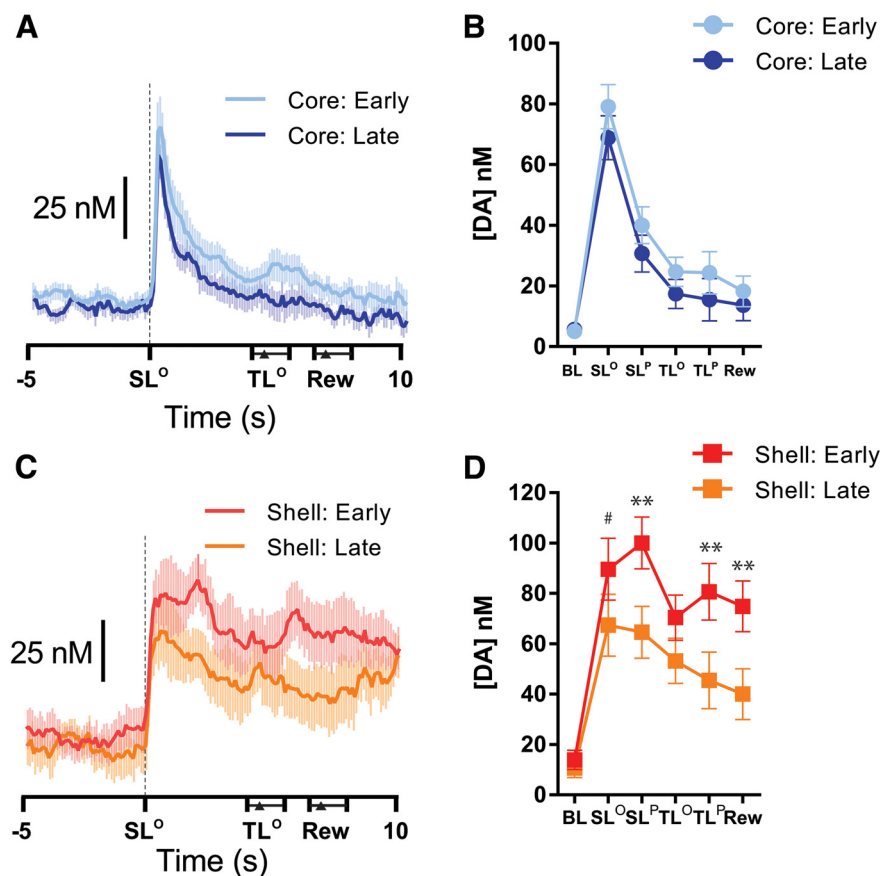 A
Core: Early
Core: Late
25 nM
-5
SLᴼ
TLᴼ
Rew
10
Time (s)
B
Core: Early
Core: Late
[DA] nM
100
80
60
40
20
0
BL SLᴼ SLᴾ TLᴼ TLᴾ Rew
C
Shell: Early
Shell: Late
25 nM
-5
SLᴼ
TLᴼ
Rew
10
Time (s)
D
Shell: Early
Shell: Late
[DA] nM
120
100
80
60
40
20
0
#
**
**
**
BL SLᴼ SLᴾ TLᴼ TLᴾ Rew